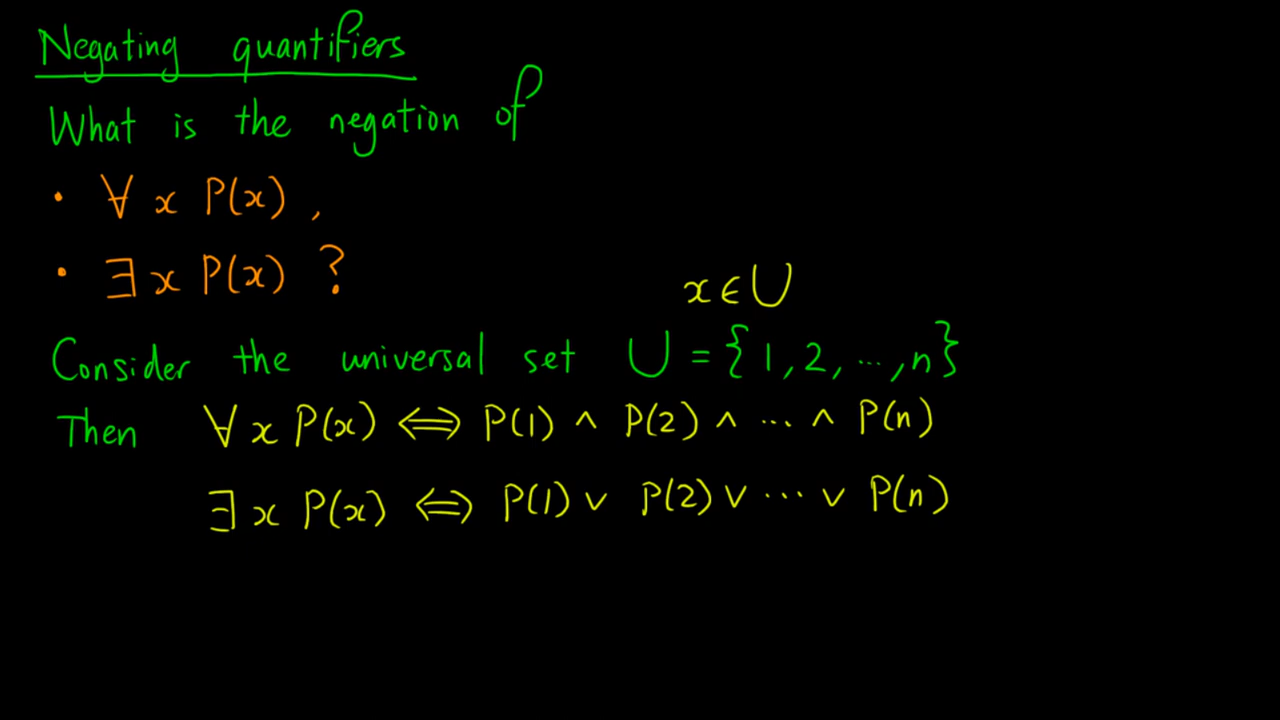 Negating quantifiers
What is the negation of
• ∀ x P(x) ,
• ∃ x P(x) ?
x ∈ U
Consider the universal set U = {1, 2, ..., n}
Then ∀ x P(x) ⟺ P(1) ∧ P(2) ∧ ··· ∧ P(n)
∃ x P(x) ⟺ P(1) ∨ P(2) ∨ ··· ∨ P(n)